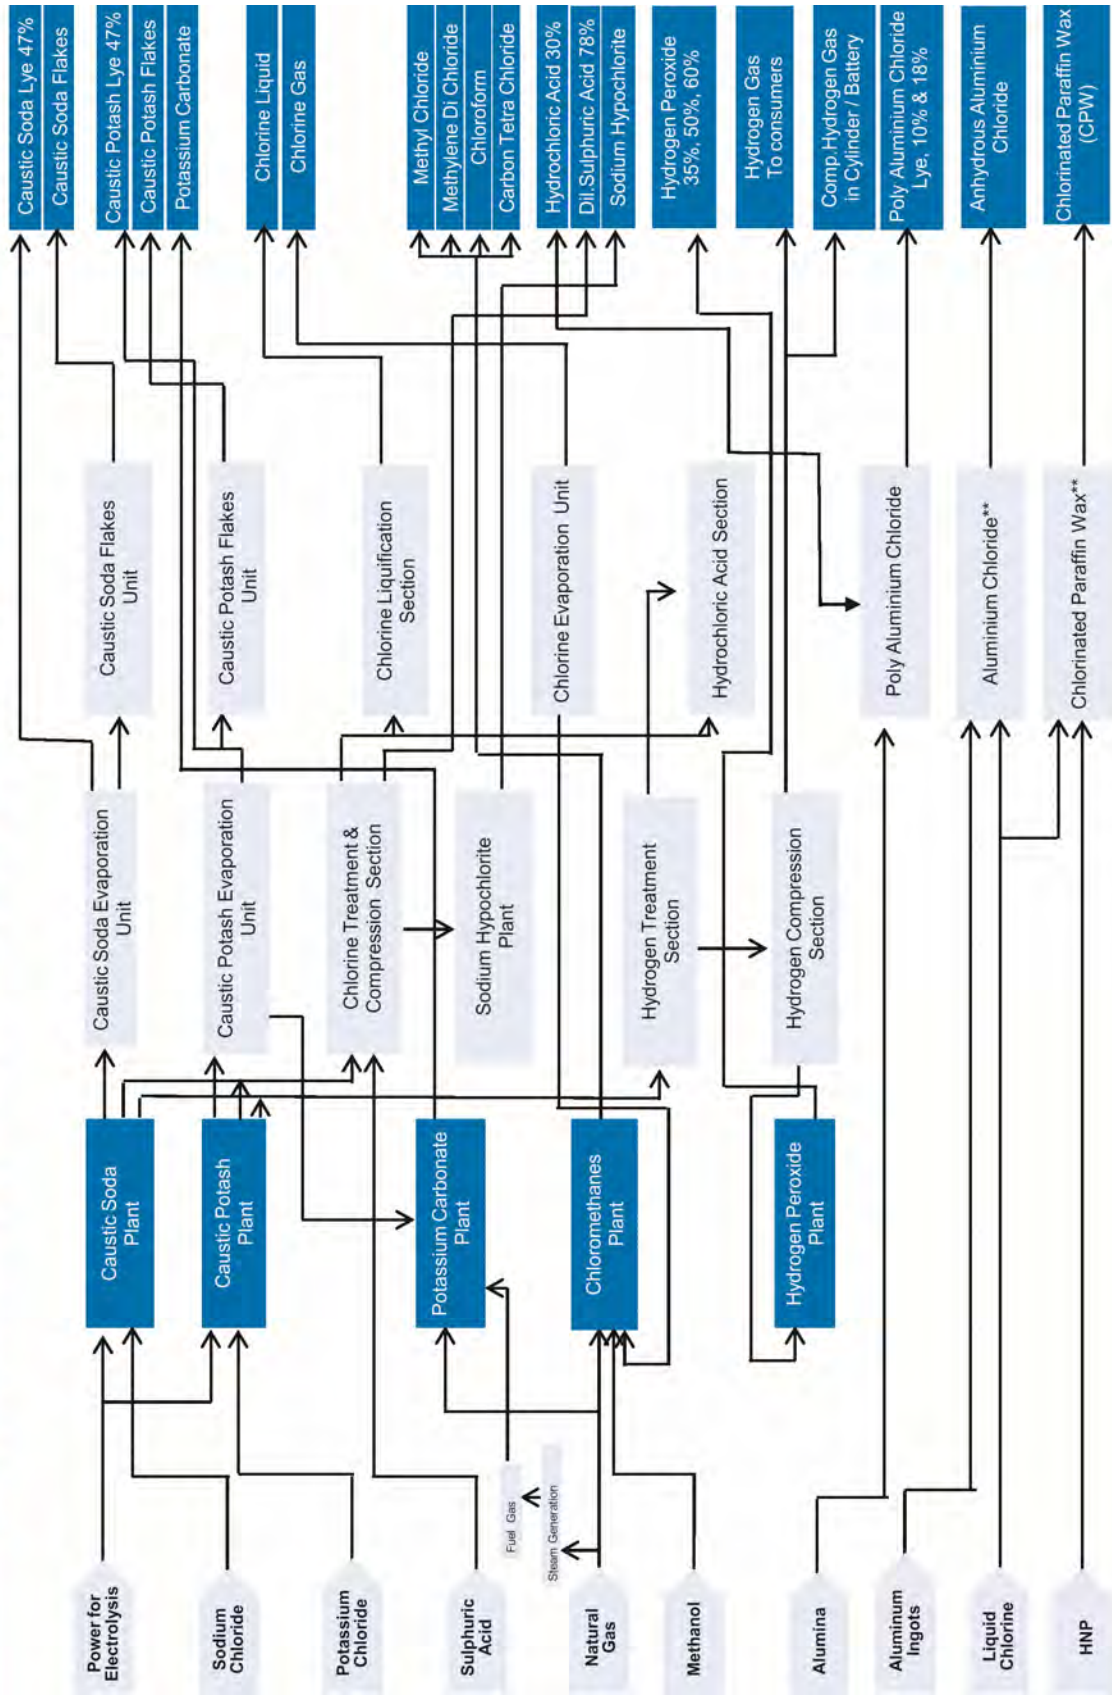 Power for
Electrolysis
Sodium
Chloride
Potassium
Chloride
Sulphuric
Acid
Natural
Gas
Methanol
Alumina
Aluminum
Ingots
Liquid
Chlorine
HNP
Fuel Gas
Steam Generation
Caustic Soda
Plant
Caustic Potash
Plant
Potassium Carbonate
Plant
Chloromethanes
Plant
Hydrogen Peroxide
Plant
Caustic Soda Evaporation
Unit
Caustic Potash Evaporation
Unit
Chlorine Treatment &
Compression Section
Sodium Hypochlorite
Plant
Hydrogen Treatment
Section
Hydrogen Compression
Section
Caustic Soda Flakes
Unit
Caustic Potash Flakes
Unit
Chlorine Liquification
Section
Chlorine Evaporation Unit
Hydrochloric Acid Section
Poly Aluminium Chloride
Aluminium Chloride**
Chlorinated Paraffin Wax**
Caustic Soda Lye 47%
Caustic Soda Flakes
Caustic Potash Lye 47%
Caustic Potash Flakes
Potassium Carbonate
Chlorine Liquid
Chlorine Gas
Methyl Chloride
Methylene Di Chloride
Chloroform
Carbon Tetra Chloride
Hydrochloric Acid 30%
Dil.Sulphuric Acid 78%
Sodium Hypochlorite
Hydrogen Peroxide
35%, 50%, 60%
Hydrogen Gas
To consumers
Comp.Hydrogen Gas
in Cylinder / Battery
Poly Aluminium Chloride
Lye, 10% & 18%
Anhydrous Aluminium
Chloride
Chlorinated Paraffin Wax
(CPW)